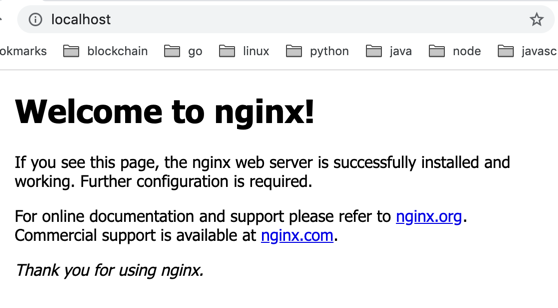 localhost
okmarks blockchain go linux python java node javasc
Welcome to nginx!
If you see this page, the nginx web server is successfully installed and
working. Further configuration is required.
For online documentation and support please refer to nginx.org.
Commercial support is available at nginx.com.
Thank you for using nginx.